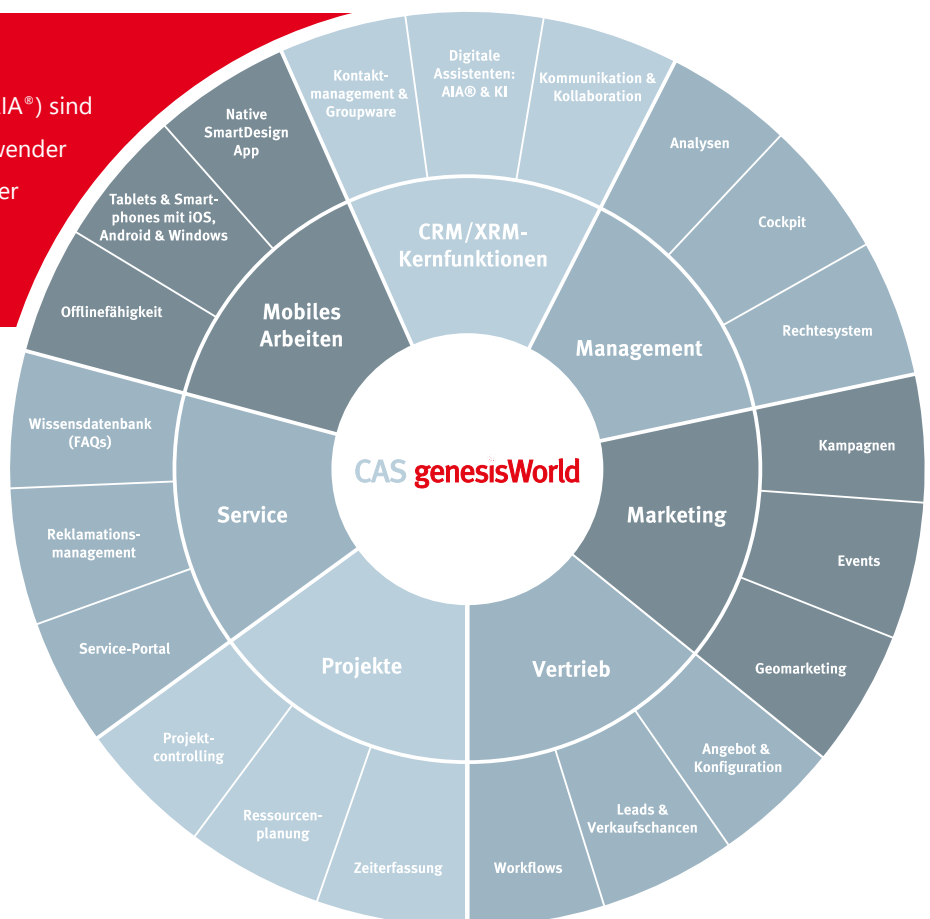 IA®) sind
wender
er
Kontakt-
management &
Groupware
Digitale
Assistenten:
AIA® & KI
Kommunikation &
Kollaboration
CRM/XRM-
Kernfunktionen
Analysen
Cockpit
Rechtesystem
Management
Kampagnen
Events
Geomarketing
Marketing
Angebot &
Konfiguration
Leads &
Verkaufschancen
Workflows
Vertrieb
Zeiterfassung
Ressourcen-
planung
Projekt-
controlling
Projekte
Service-Portal
Reklamations-
management
Wissensdatenbank
(FAQs)
Service
Offlinefähigkeit
Tablets & Smart-
phones mit iOS,
Android & Windows
Native
SmartDesign
App
Mobiles
Arbeiten
CAS genesisWorld